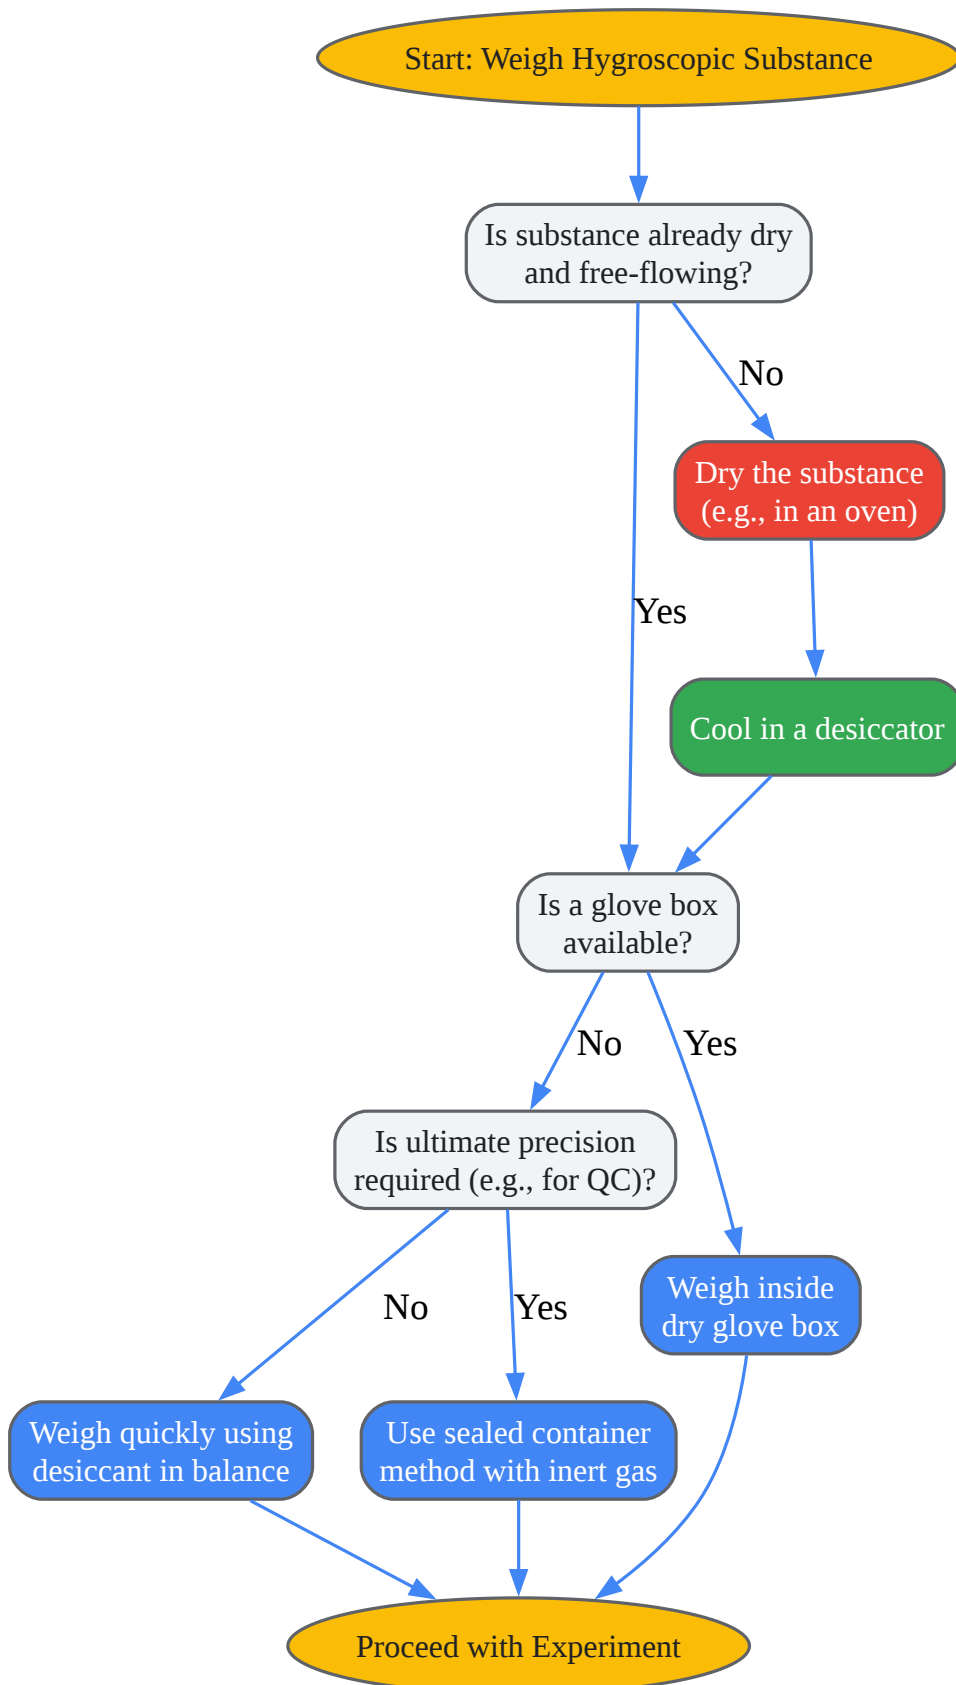 Start: Weigh Hygroscopic Substance
Is substance already dry
and free-flowing?
No
Dry the substance
(e.g., in an oven)
Yes
Cool in a desiccator
Is a glove box
available?
No
Yes
Is ultimate precision
required (e.g., for QC)?
Weigh inside
dry glove box
No
Yes
Weigh quickly using
desiccant in balance
Use sealed container
method with inert gas
Proceed with Experiment